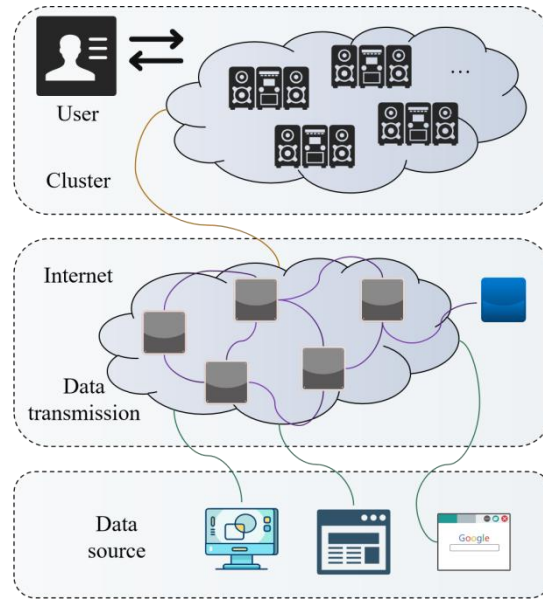 ...
User
Cluster
Internet
Data
transmission
Data
source
Google